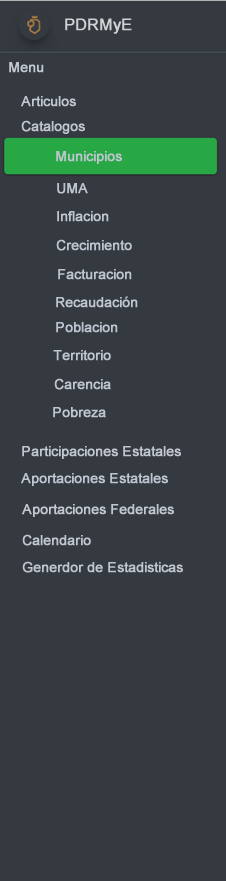 PDRMyE
Menu
Articulos
Catalogos
Municipios
UMA
Inflacion
Crecimiento
Facturacion
Recaudación
Poblacion
Territorio
Carencia
Pobreza
Participaciones Estatales
Aportaciones Estatales
Aportaciones Federales
Calendario
Generdor de Estadisticas